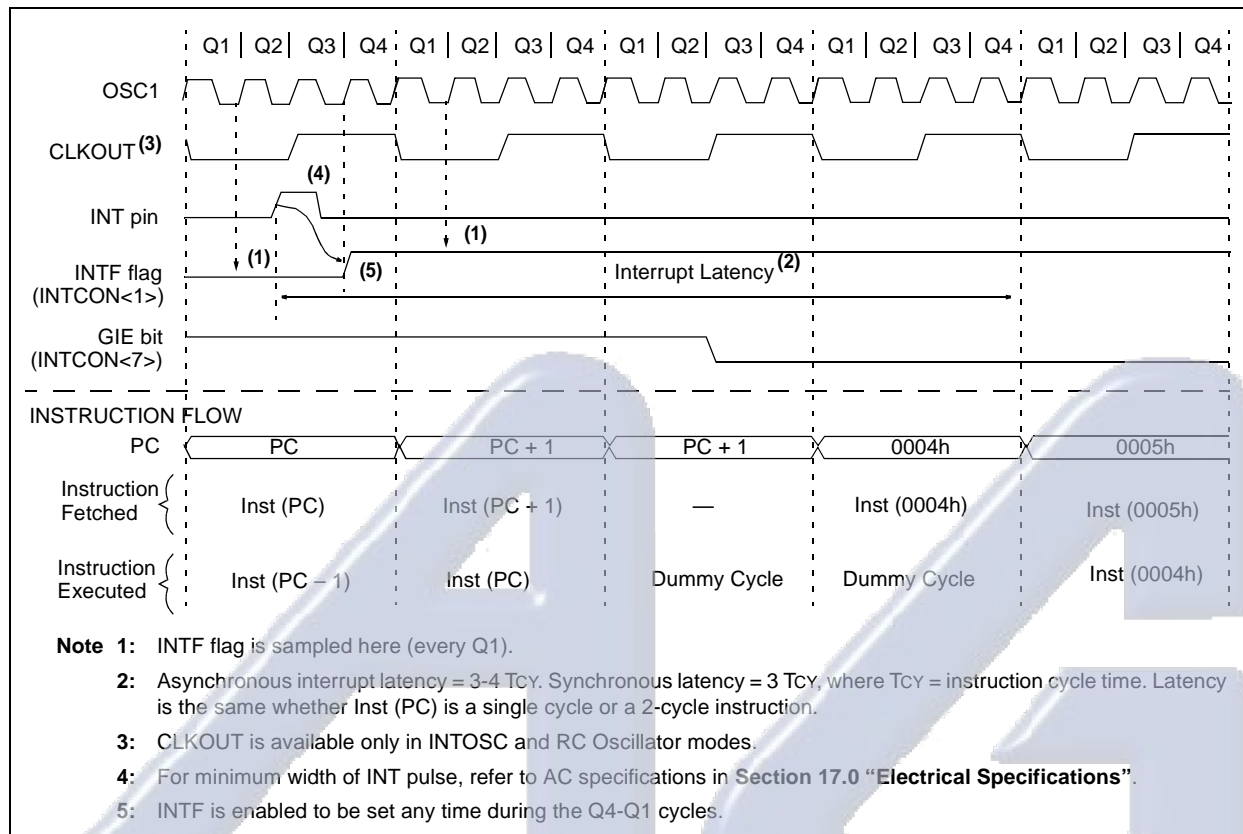 Q1 | Q2 | Q3 | Q4 Q1 | Q2 | Q3 | Q4 Q1 | Q2 | Q3 | Q4 Q1 | Q2 | Q3 | Q4 Q1 | Q2 | Q3 | Q4
OSC1
CLKOUT (3)
(4)
INT pin
(1)
(1)
INTF flag
(INTCON<1>)
(5)
Interrupt Latency (2)
GIE bit
(INTCON<7>)
INSTRUCTION FLOW
PC PC PC + 1 PC + 1 0004h 0005h
Instruction
Fetched
Inst (PC) Inst (PC + 1) — Inst (0004h) Inst (0005h)
Instruction
Executed
Inst (PC – 1) Inst (PC) Dummy Cycle Dummy Cycle Inst (0004h)
Note 1: INTF flag is sampled here (every Q1).
2: Asynchronous interrupt latency = 3-4 TCY. Synchronous latency = 3 TCY, where TCY = instruction cycle time. Latency
is the same whether Inst (PC) is a single cycle or a 2-cycle instruction.
3: CLKOUT is available only in INTOSC and RC Oscillator modes.
4: For minimum width of INT pulse, refer to AC specifications in Section 17.0 “Electrical Specifications”.
5: INTF is enabled to be set any time during the Q4-Q1 cycles.